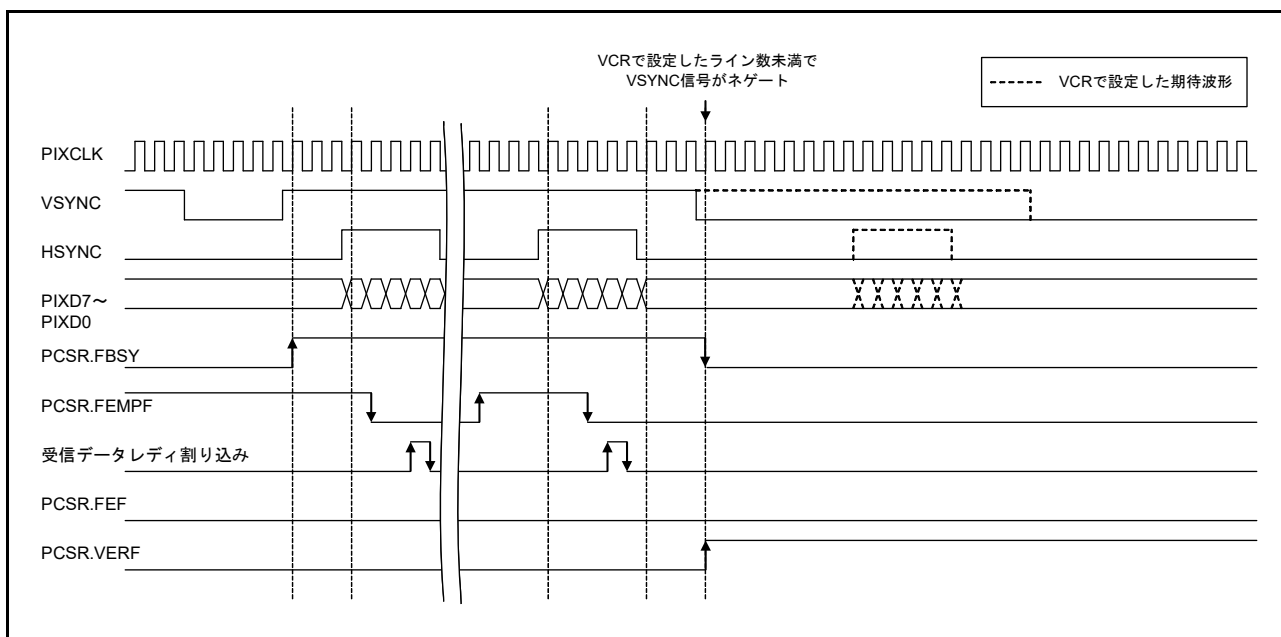 VCRで設定したライン数未満で
VSYNC信号がネゲート
VCRで設定した期待波形
PIXCLK
VSYNC
HSYNC
PIXD7～
PIXD0
PCSR.FBSY
PCSR.FEMPF
受信データレディ割り込み
PCSR.FEF
PCSR.VERF